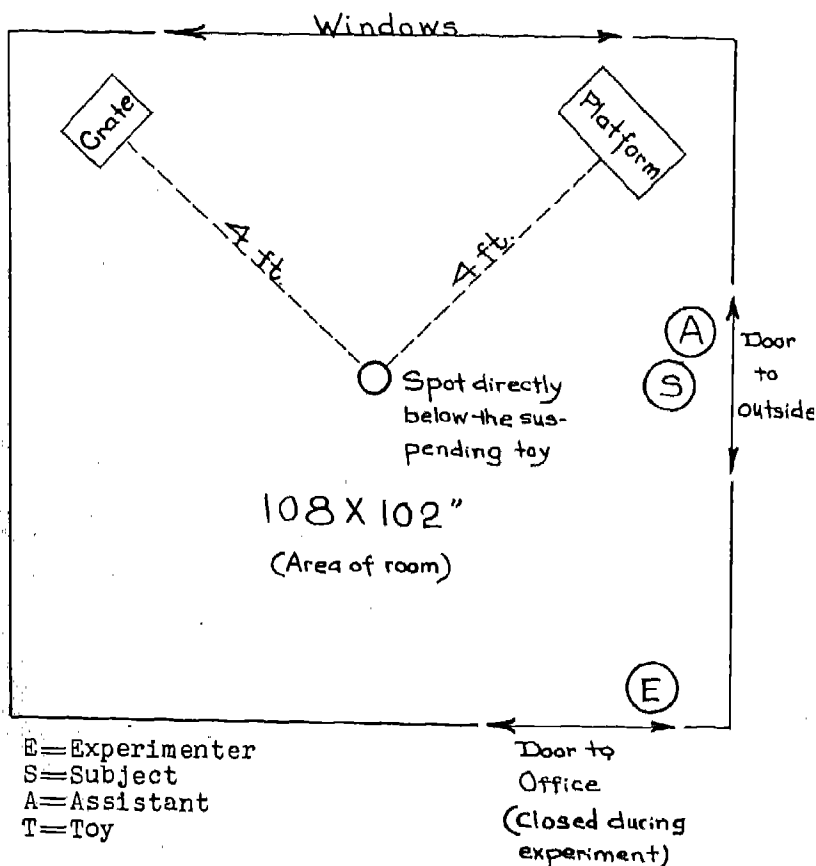 Windows
Crate
Platform
4 ft.
4 ft.
A
S
Door
to
outside
Spot directly
below the sus-
pending toy
108 X 102"
(Area of room)
E
E=Experimenter
S=Subject
A=Assistant
T=Toy
Door to
Office
(Closed during
experiment)